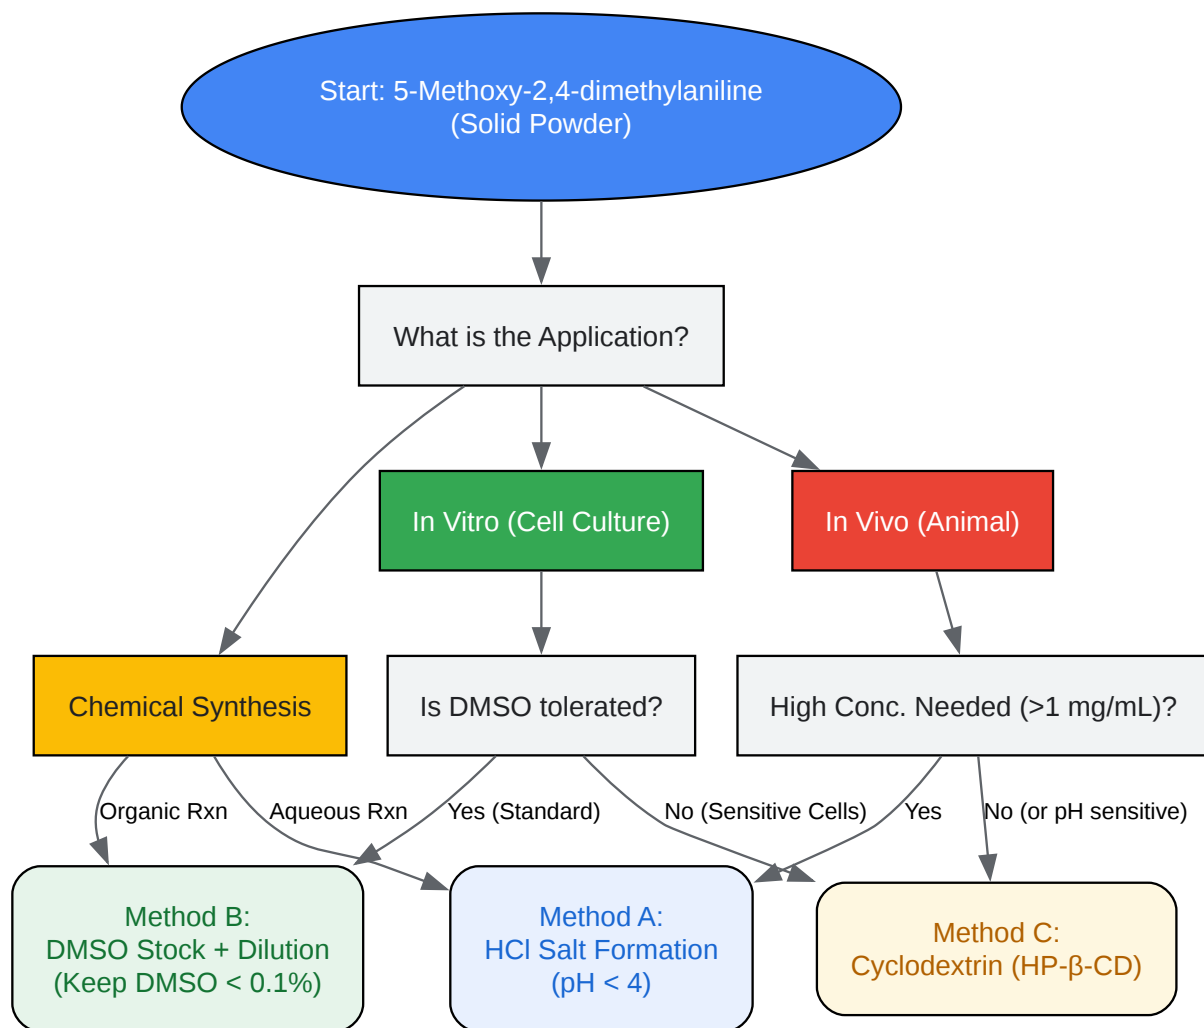 Start: 5-Methoxy-2,4-dimethylaniline
(Solid Powder)
What is the Application?
In Vitro (Cell Culture)
In Vivo (Animal)
Chemical Synthesis
Is DMSO tolerated?
High Conc. Needed (>1 mg/mL)?
Organic Rxn
Aqueous Rxn
Yes (Standard)
No (Sensitive Cells)
Yes
No (or pH sensitive)
Method B:
DMSO Stock + Dilution
(Keep DMSO < 0.1%)
Method A:
HCl Salt Formation
(pH < 4)
Method C:
Cyclodextrin (HP-β-CD)